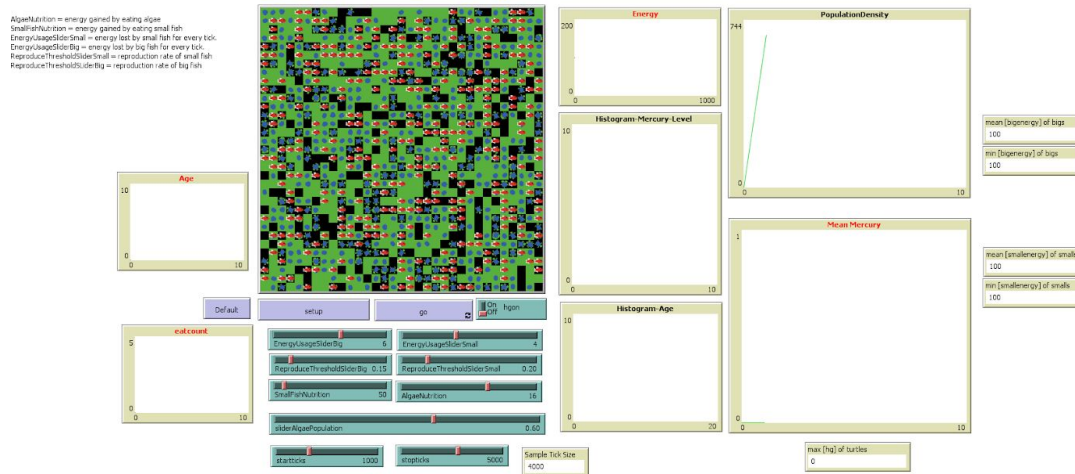 AlgaeNutrition = energy gained by eating algae
SmallFishNutrition = energy gained by eating small fish
EnergyUsageSliderSmall = energy lost by small fish for every tick.
EnergyUsageSliderBig = energy lost by big fish for every tick.
ReproduceThresholdSliderSmall = reproduction rate of small fish
ReproduceThresholdSLiderBig = reproduction rate of big fish
Age
10
0
0
10
Default
setup
go
On
Off
hgon
eatcount
5
0
0
10
EnergyUsageSliderBig 6
EnergyUsageSliderSmall 4
ReproduceThresholdSliderBig 0.15
ReproduceThresholdSliderSmall 0.20
SmallFishNutrition 50
AlgaeNutrition 16
sliderAlgaePopulation 0.60
startticks 1000
stopticks 5000
Sample Tick Size
4000
Energy
200
0
0
1000
Histogram-Mercury-Level
10
0
0
10
Histogram-Age
10
0
0
20
PopulationDensity
744
0
0
10
Mean Mercury
1
0
0
10
max [hg] of turtles
0
mean [bigenergy] of bigs
100
min [bigenergy] of bigs
100
mean [smallenergy] of smalls
100
min [smallenergy] of smalls
100